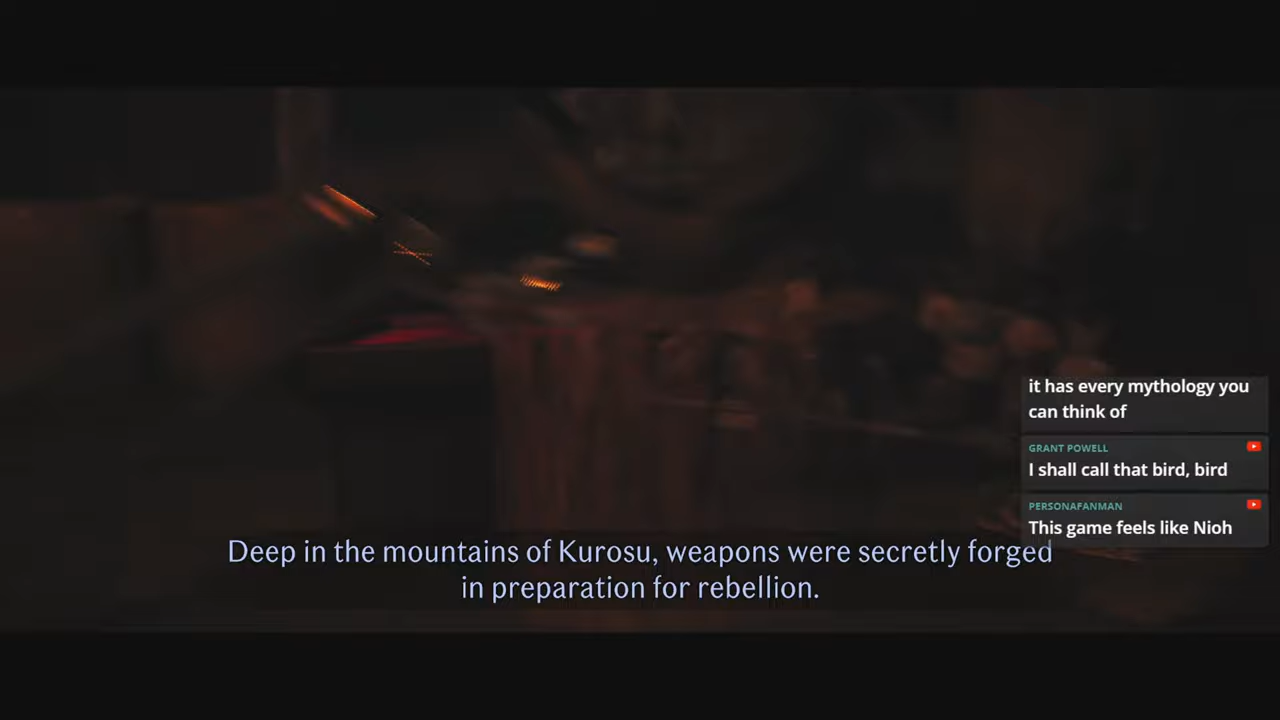 it has every mythology you
can think of
GRANT POWELL
I shall call that bird, bird
PERSONAFANMAN
This game feels like Nioh
Deep in the mountains of Kurosu, weapons were secretly forged
in preparation for rebellion.